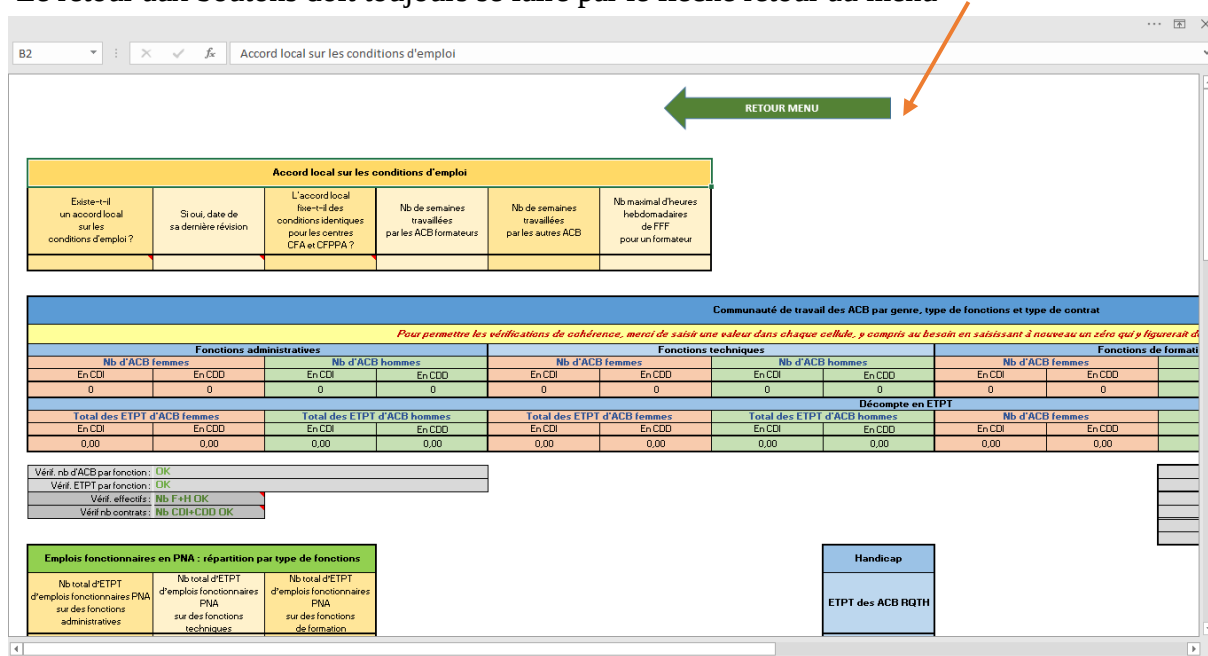 Le retour aux boutons doit toujours se faire par le flèche retour au menu
B2
fx
Accord local sur les conditions d'emploi
RETOUR MENU
Accord local sur les conditions d'emploi
Existe-t-il
un accord local
sur les
conditions d'emploi ?
Si oui, date de
sa dernière révision
L'accord local
fixe-t-il des
conditions identiques
pour les centres
CFA et CFPPA ?
Nb de semaines
travaillées
par les ACB formateurs
Nb de semaines
travaillées
par les autres ACB
Nb maximal d'heures
hebdomadaires
de FFF
pour un formateur
Communauté de travail des ACB par genre, type de fonctions et type de contrat
Pour permettre les vérifications de cohérence, merci de saisir une valeur dans chaque cellule, y compris au besoin en saisissant à nouveau un zéro qui y figurerait
Fonctions administratives Fonctions techniques Fonctions de formati
Nb d'ACB femmes Nb d'ACB hommes Nb d'ACB femmes Nb d'ACB hommes Nb d'ACB femmes
En CDI En CDD En CDI En CDD En CDI En CDD En CDI En CDD En CDI En CDD
0 0 0 0 0 0 0 0 0 0
Décompte en ETPT
Total des ETPT d'ACB femmes Total des ETPT d'ACB hommes Total des ETPT d'ACB femmes Total des ETPT d'ACB hommes Nb d'ACB femmes
En CDI En CDD En CDI En CDD En CDI En CDD En CDI En CDD En CDI En CDD
0,00 0,00 0,00 0,00 0,00 0,00 0,00 0,00 0,00 0,00
Vérif. nb d'ACB par fonction : OK
Vérif. ETPT par fonction : OK
Vérif. effectifs : Nb F+H OK
Vérif nb contrats : Nb CDI+CDD OK
Emplois fonctionnaires en PNA : répartition par type de fonctions
Nb total d'ETPT
d'emplois fonctionnaires PNA
sur des fonctions
administratives
Nb total d'ETPT
d'emplois fonctionnaires
PNA
sur des fonctions
techniques
Nb total d'ETPT
d'emplois fonctionnaires
PNA
sur des fonctions
de formation
Handicap
ETPT des ACB RQTH